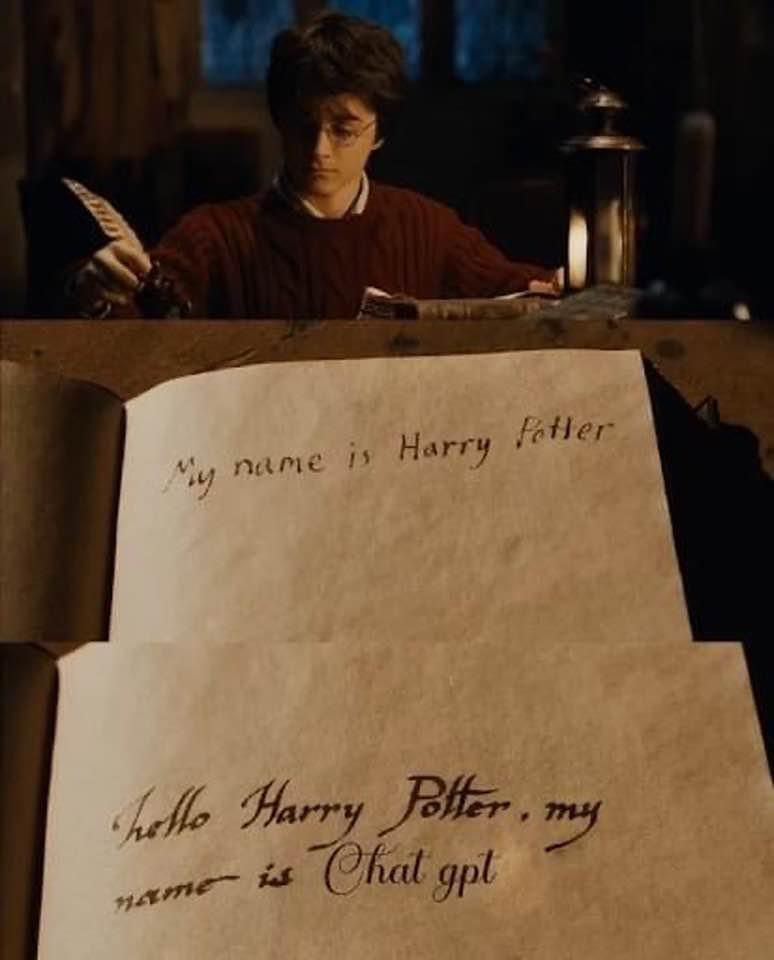 My name is Harry Potter
hello Harry Potter. my
name is Chat gpt